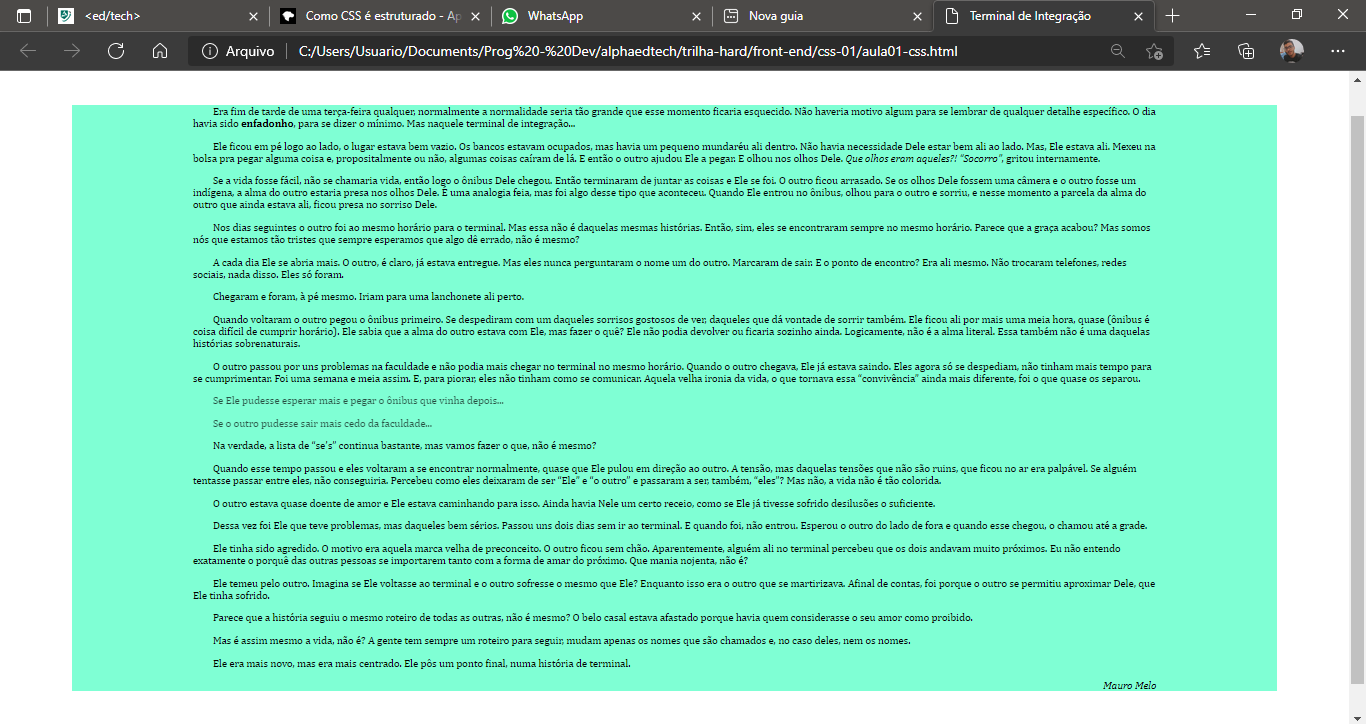 <ed/tech>
Como CSS é estruturado - Ap
WhatsApp
Nova guia
Terminal de Integração
Arquivo
C:/Users/Usuario/Documents/Prog%20-%20Dev/alphaedtech/trilha-hard/front-end/css-01/aula01-css.html
Era fim de tarde de uma terça-feira qualquer, normalmente a normalidade seria tão grande que esse momento ficaria esquecido. Não haveria motivo algum para se lembrar de qualquer detalhe específico. O dia
havia sido enfadonho, para se dizer o mínimo. Mas naquele terminal de integração...
Ele ficou em pé logo ao lado, o lugar estava bem vazio. Os bancos estavam ocupados, mas havia um pequeno mundaréu ali dentro. Não havia necessidade Dele estar bem ali ao lado. Mas, Ele estava ali. Mexeu na
bolsa pra pegar alguma coisa e, propositalmente ou não, algumas coisas caíram de lá. E então o outro ajudou Ele a pegar. E olhou nos olhos Dele. Que olhos eram aqueles?! “Socorro”, gritou internamente.
Se a vida fosse fácil, não se chamaria vida, então logo o ônibus Dele chegou. Então terminaram de juntar as coisas e Ele se foi. O outro ficou arrasado. Se os olhos Dele fossem uma câmera e o outro fosse um
indígena, a alma do outro estaria presa nos olhos Dele. É uma analogia feia, mas foi algo desse tipo que aconteceu. Quando Ele entrou no ônibus, olhou para o outro e sorriu, e nesse momento a parcela da alma do
outro que ainda estava ali, ficou presa no sorriso Dele.
Nos dias seguintes o outro foi ao mesmo horário para o terminal. Mas essa não é daquelas mesmas histórias. Então, sim, eles se encontraram sempre no mesmo horário. Parece que a graça acabou? Mas somos
nós que estamos tão tristes que sempre esperamos que algo dê errado, não é mesmo?
A cada dia Ele se abria mais. O outro, é claro, já estava entregue. Mas eles nunca perguntaram o nome um do outro. Marcaram de sair. E o ponto de encontro? Era ali mesmo. Não trocaram telefones, redes
sociais, nada disso. Eles só foram.
Chegaram e foram, à pé mesmo. Iriam para uma lanchonete ali perto.
Quando voltaram o outro pegou o ônibus primeiro. Se despediram com um daqueles sorrisos gostosos de ver, daqueles que dá vontade de sorrir também. Ele ficou ali por mais uma meia hora, quase (ônibus é
coisa difícil de cumprir horário). Ele sabia que a alma do outro estava com Ele, mas fazer o quê? Ele não podia devolver ou ficaria sozinho ainda. Logicamente, não é a alma literal. Essa também não é uma daquelas
histórias sobrenaturais.
O outro passou por uns problemas na faculdade e não podia mais chegar no terminal no mesmo horário. Quando o outro chegava, Ele já estava saindo. Eles agora só se despediam, não tinham mais tempo para
se cumprimentar. Foi uma semana e meia assim. E, para piorar, eles não tinham como se comunicar. Aquela velha ironia da vida, o que tornava essa “convivência” ainda mais diferente, foi o que quase os separou.
Se Ele pudesse esperar mais e pegar o ônibus que vinha depois...
Se o outro pudesse sair mais cedo da faculdade...
Na verdade, a lista de “se's” continua bastante, mas vamos fazer o que, não é mesmo?
Quando esse tempo passou e eles voltaram a se encontrar normalmente, quase que Ele pulou em direção ao outro. A tensão, mas daquelas tensões que não são ruins, que ficou no ar era palpável. Se alguém
tentasse passar entre eles, não conseguiria. Percebeu como eles deixaram de ser “Ele” e “o outro” e passaram a ser, também, “eles”? Mas não, a vida não é tão colorida.
O outro estava quase doente de amor e Ele estava caminhando para isso. Ainda havia Nele um certo receio, como se Ele já tivesse sofrido desilusões o suficiente.
Dessa vez foi Ele que teve problemas, mas daqueles bem sérios. Passou uns dois dias sem ir ao terminal. E quando foi, não entrou. Esperou o outro do lado de fora e quando esse chegou, o chamou até a grade.
Ele tinha sido agredido. O motivo era aquela marca velha de preconceito. O outro ficou sem chão. Aparentemente, alguém ali no terminal percebeu que os dois andavam muito próximos. Eu não entendo
exatamente o porquê das outras pessoas se importarem tanto com a forma de amar do próximo. Que mania nojenta, não é?
Ele temeu pelo outro. Imagina se Ele voltasse ao terminal e o outro sofresse o mesmo que Ele? Enquanto isso era o outro que se martirizava. Afinal de contas, foi porque o outro se permitiu aproximar Dele, que
Ele tinha sofrido.
Parece que a história seguiu o mesmo roteiro de todas as outras, não é mesmo? O belo casal estava afastado porque havia quem considerasse o seu amor como proibido.
Mas é assim mesmo a vida, não é? A gente tem sempre um roteiro para seguir, mudam apenas os nomes que são chamados e, no caso deles, nem os nomes.
Ele era mais novo, mas era mais centrado. Ele pôs um ponto final, numa história de terminal.
Mauro Melo